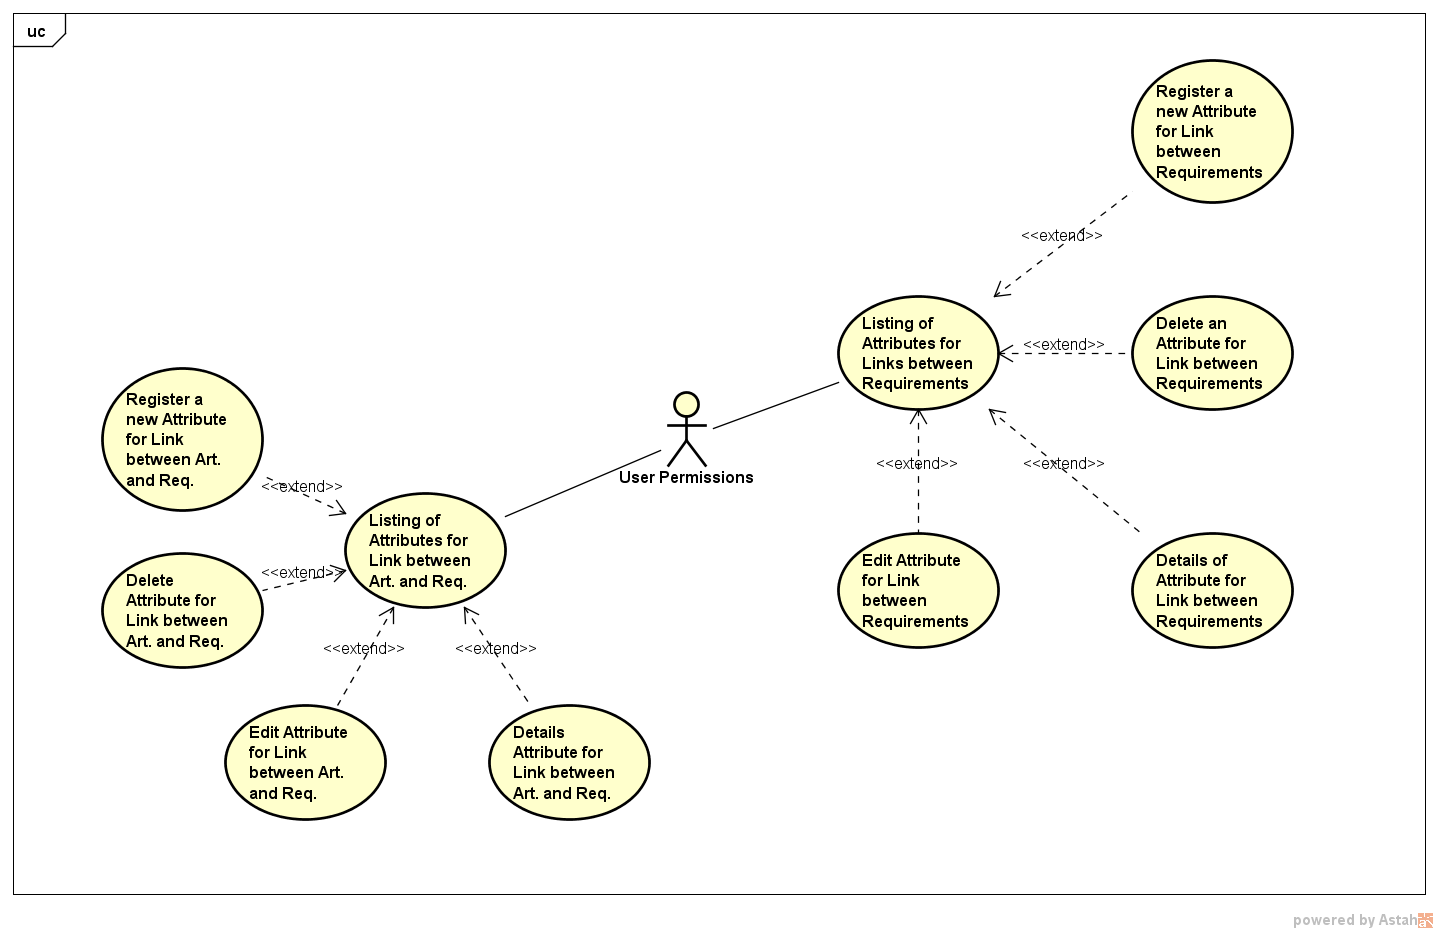 uc
Register a
new Attribute
for Link
between
Requirements
<<extend>>
Listing of
Attributes for
Links between
Requirements
<<extend>>
Delete an
Attribute for
Link between
Requirements
Register a
new Attribute
for Link
between Art.
and Req.
User Permissions
<<extend>>
<<extend>>
<<extend>>
Listing of
Attributes for
Link between
Art. and Req.
<<extend>>
Delete
Attribute for
Link between
Art. and Req.
Edit Attribute
for Link
between
Requirements
Details of
Attribute for
Link between
Requirements
<<extend>>
<<extend>>
Edit Attribute
for Link
between Art.
and Req.
Details
Attribute for
Link between
Art. and Req.
powered by Astah